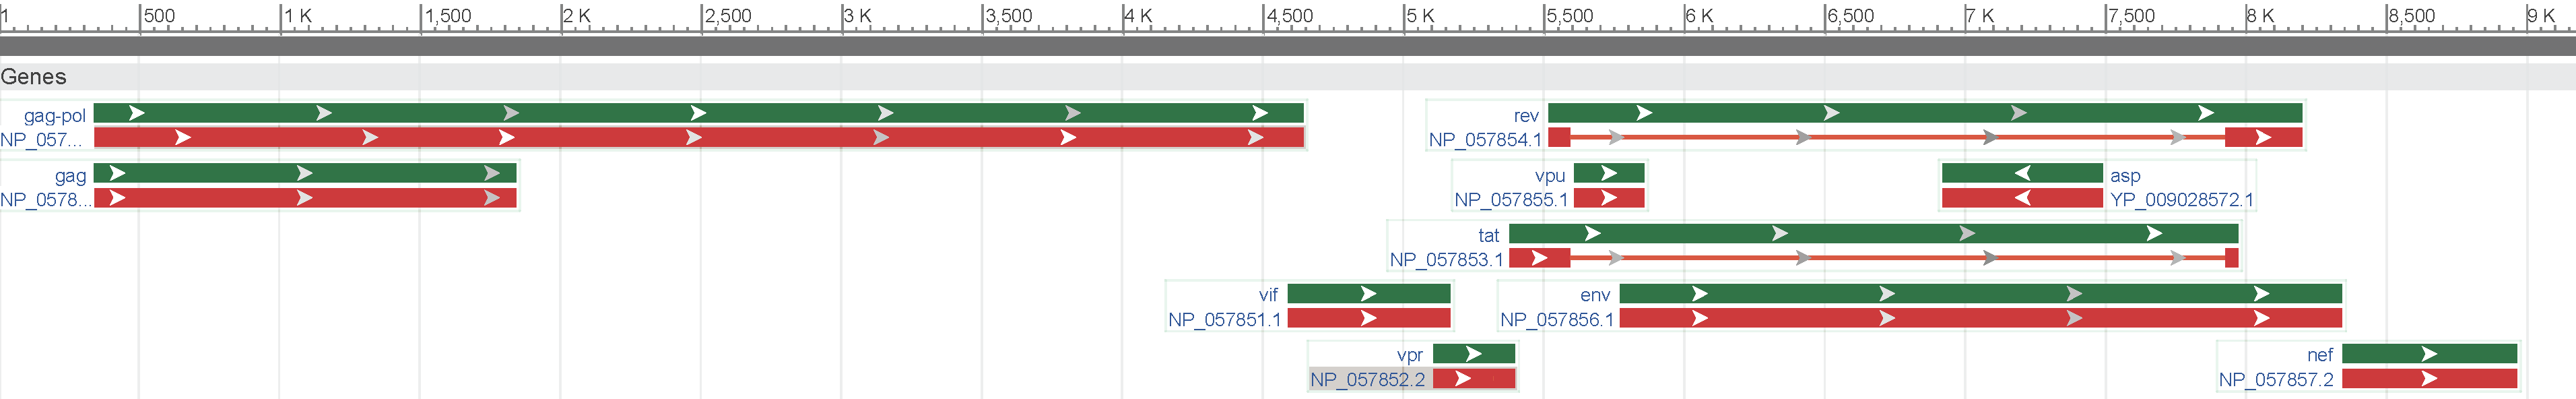 1 500 1 K 1,500 2 K 2,500 3 K 3,500 4 K 4,500 5 K 5,500 6 K 6,500 7 K 7,500 8 K 8,500 9 K
Genes
gag-pol rev
NP_057... NP_057854.1
gag vpu asp
NP_0578... NP_057855.1 YP_009028572.1
tat
NP_057853.1
vif env
NP_057851.1 NP_057856.1
vpr nef
NP_057852.2 NP_057857.2